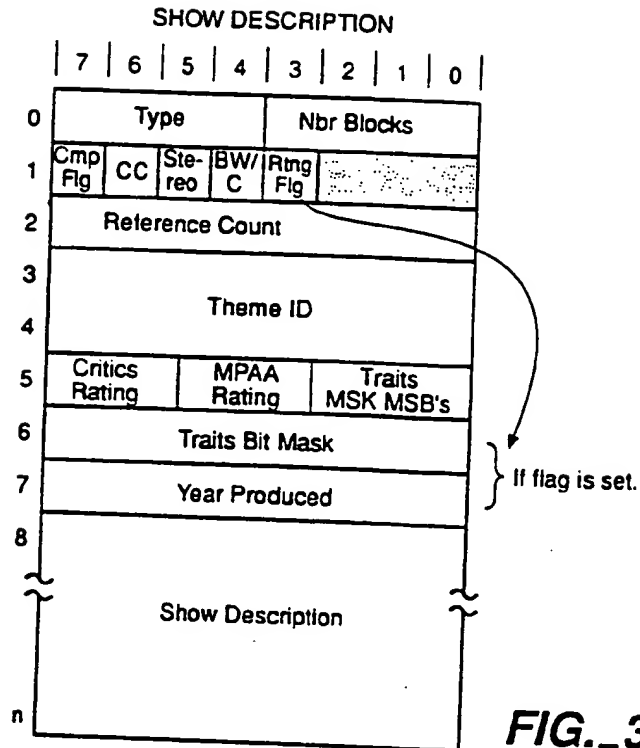 SHOW DESCRIPTION
7 6 5 4 3 2 1 0
0 Type Nbr Blocks
1 Cmp Flg CC Ste-reo BW/C Rtng Flg
2 Reference Count
3
Theme ID
4
5 Critics Rating MPAA Rating Traits MSK MSB's
6 Traits Bit Mask
If flag is set.
7 Year Produced
8
Show Description
n
FIG._3